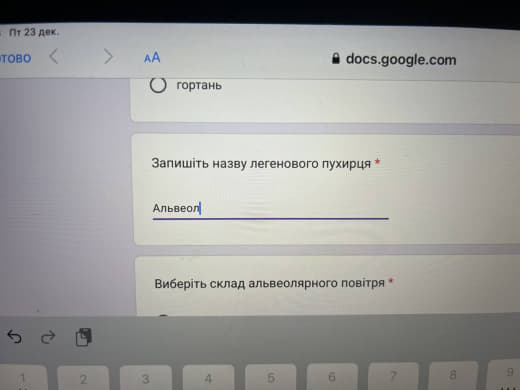 Пт 23 дек.
отово
AA
docs.google.com
гортань
Запишіть назву легенового пухирця *
Альвеол
Виберіть склад альвеолярного повітря *
1 2 3 4 5 6 7 8 9